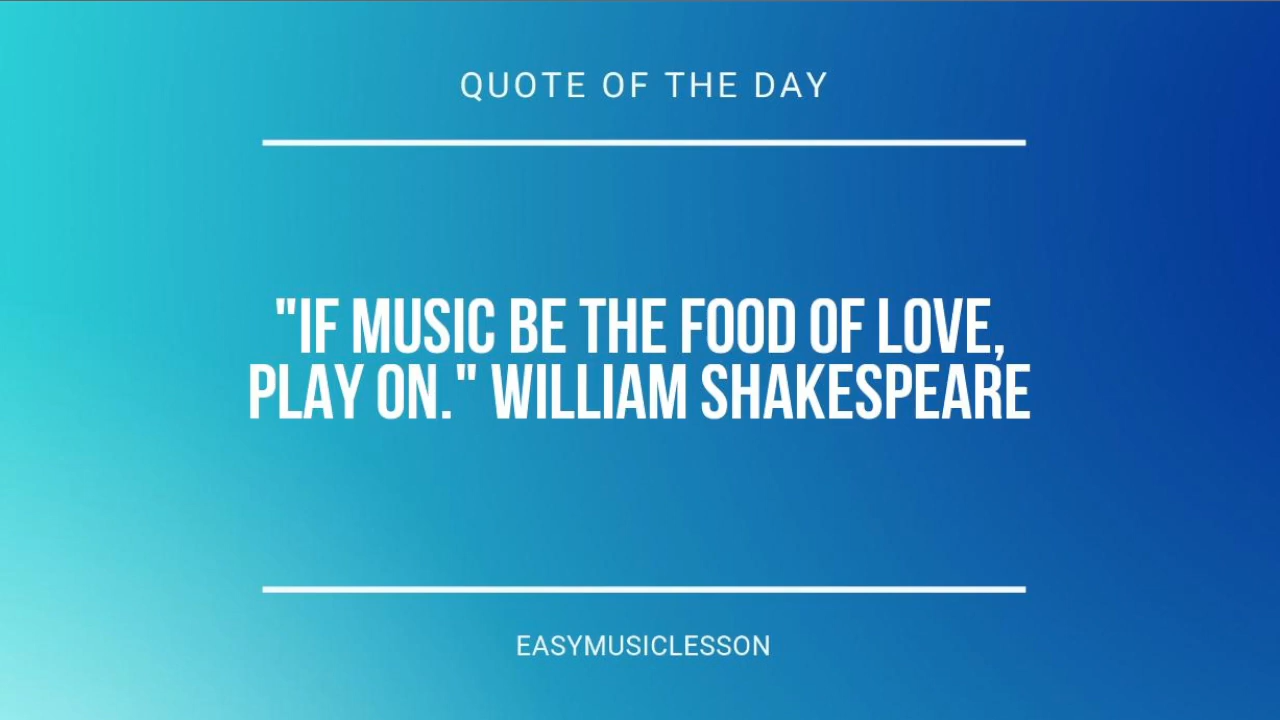 QUOTE OF THE DAY
"IF MUSIC BE THE FOOD OF LOVE,
PLAY ON." WILLIAM SHAKESPEARE
EASYMUSICLESSON